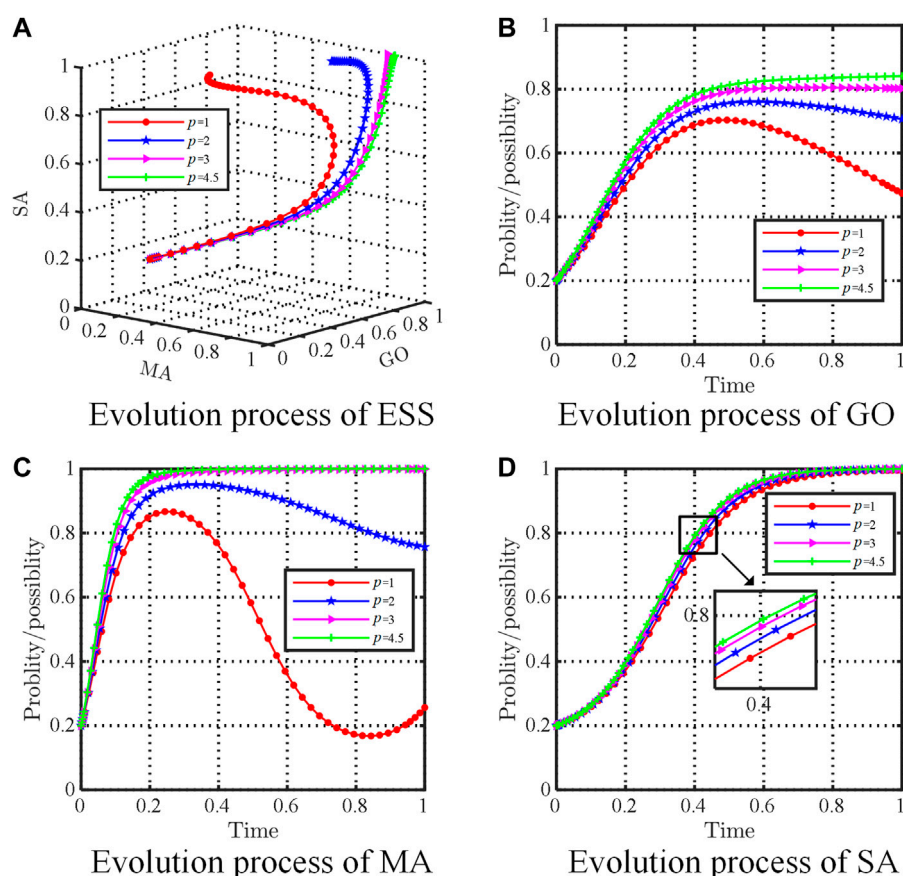 A
1
0.8
0.6
0.4
0.2
0
SA
p=1
p=2
p=3
p=4.5
0
0.2
0.4
0.6
0.8
1
MA
0
0.2
0.4
0.6
0.8
1
GO
Evolution process of ESS
B
1
0.8
0.6
0.4
0.2
0
Problity/possiblity
p=1
p=2
p=3
p=4.5
0 0.2 0.4 0.6 0.8 1
Time
Evolution process of GO
C
1
0.8
0.6
0.4
0.2
0
Problity/possiblity
p=1
p=2
p=3
p=4.5
0 0.2 0.4 0.6 0.8 1
Time
Evolution process of MA
D
1
0.8
0.6
0.4
0.2
0
Problity/possiblity
p=1
p=2
p=3
p=4.5
0.8
0.4
0 0.2 0.4 0.6 0.8 1
Time
Evolution process of SA